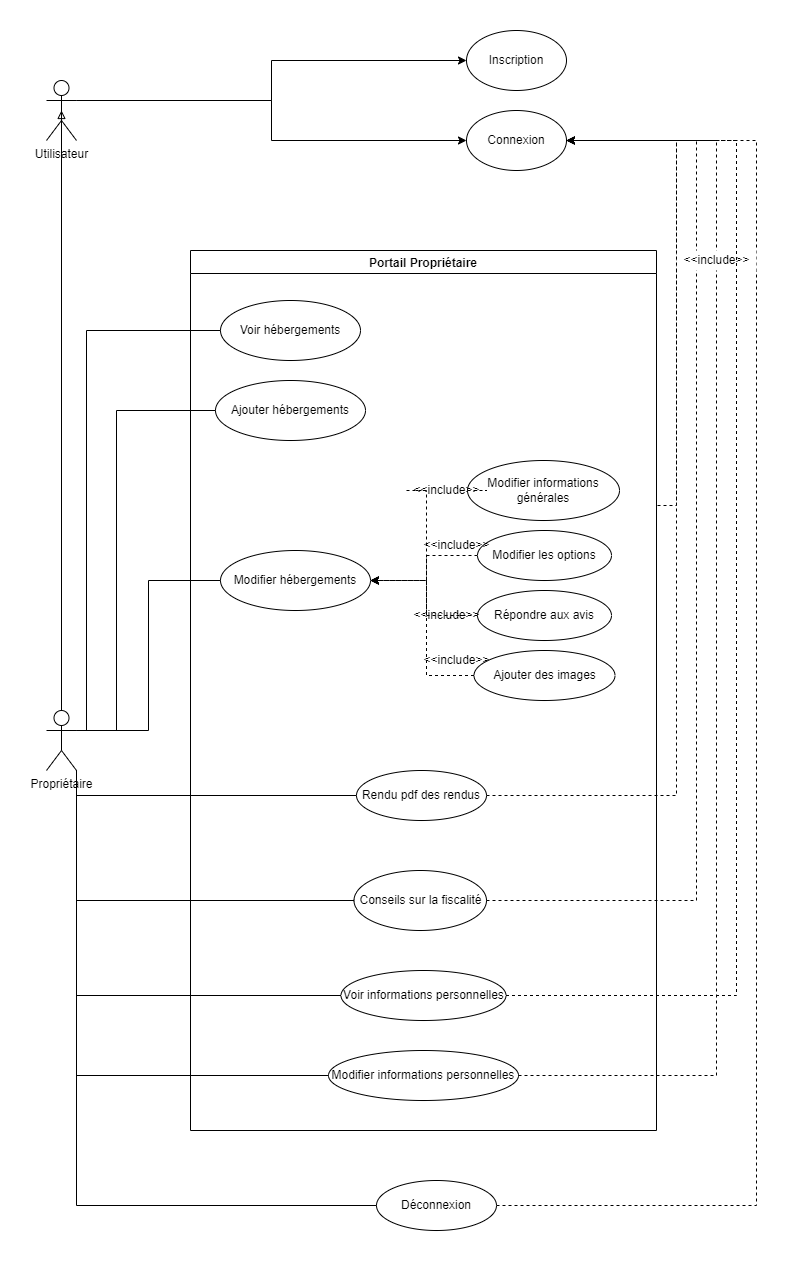 Inscription
Utilisateur
Connexion
<<include>>
Portail Propriétaire
Voir hébergements
Ajouter hébergements
<<include>>
Modifier informations
générales
<<include>>
Modifier les options
Modifier hébergements
<<include>>
Répondre aux avis
<<include>>
Ajouter des images
Propriétaire
Rendu pdf des rendus
Conseils sur la fiscalité
Voir informations personnelles
Modifier informations personnelles
Déconnexion